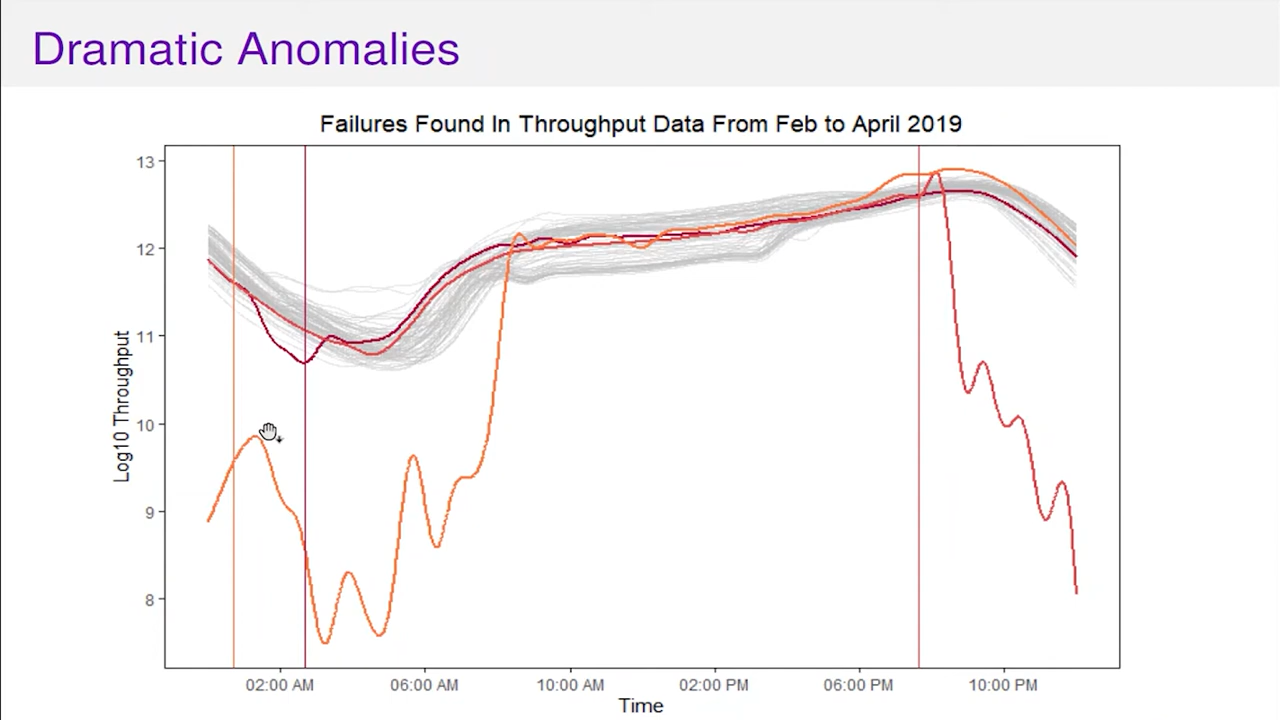 Dramatic Anomalies
Failures Found In Throughput Data From Feb to April 2019
13
12
11
10
9
8
Log10 Throughput
02:00 AM 06:00 AM 10:00 AM 02:00 PM 06:00 PM 10:00 PM
Time